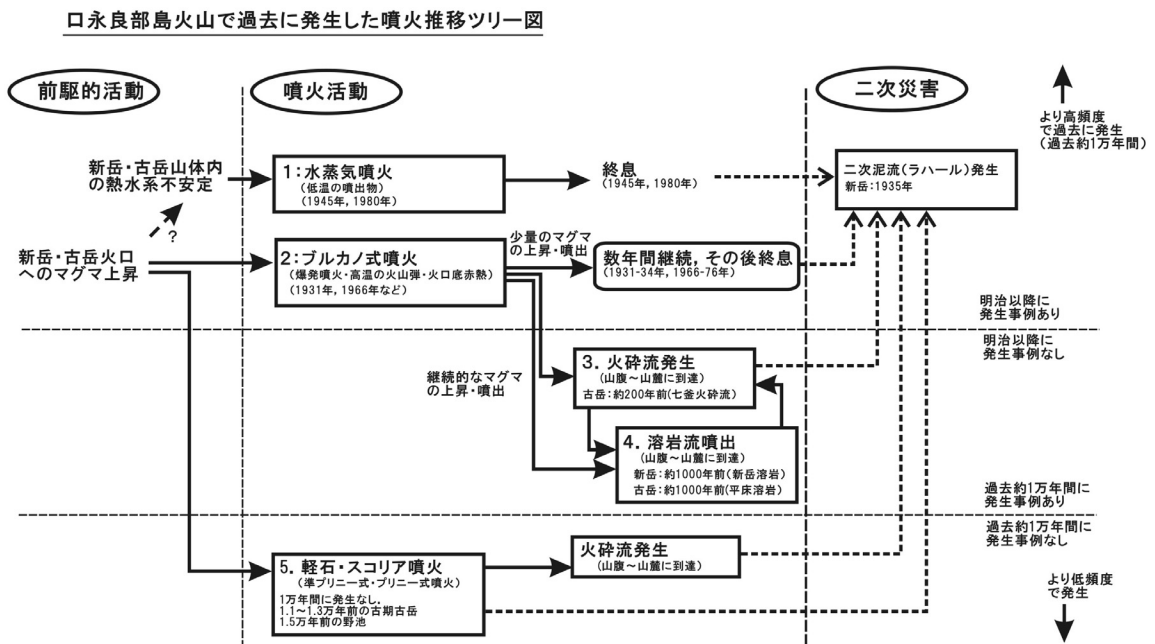 口永良部島火山で過去に発生した噴火推移ツリー図
前駆的活動
噴火活動
二次災害
より高頻度
で過去に発生
(過去約1万年間)
新岳・古岳山体内
の熱水系不安定
1:水蒸気噴火
(低温の噴出物)
(1945年, 1980年)
終息
(1945年, 1980年)
二次泥流(ラハール)発生
新岳:1935年
?
新岳・古岳火口
へのマグマ上昇
2:ブルカノ式噴火
(爆発噴火・高温の火山弾・火口底赤熱)
(1931年, 1966年など)
少量のマグマ
の上昇・噴出
数年間継続, その後終息
(1931-34年, 1966-76年)
明治以降に
発生事例あり
明治以降に
発生事例なし
継続的なマグマ
の上昇・噴出
3. 火砕流発生
(山腹~山麓に到達)
古岳:約200年前(七釜火砕流)
4. 溶岩流噴出
(山腹~山麓に到達)
新岳:約1000年前(新岳溶岩)
古岳:約1000年前(平床溶岩)
過去約1万年間に
発生事例あり
過去約1万年間に
発生事例なし
5. 軽石・スコリア噴火
(準プリニー式・プリニー式噴火)
1万年間に発生なし.
1.1~1.3万年前の古期古岳
1.5万年前の野池
火砕流発生
(山腹~山麓に到達)
より低頻度
で発生